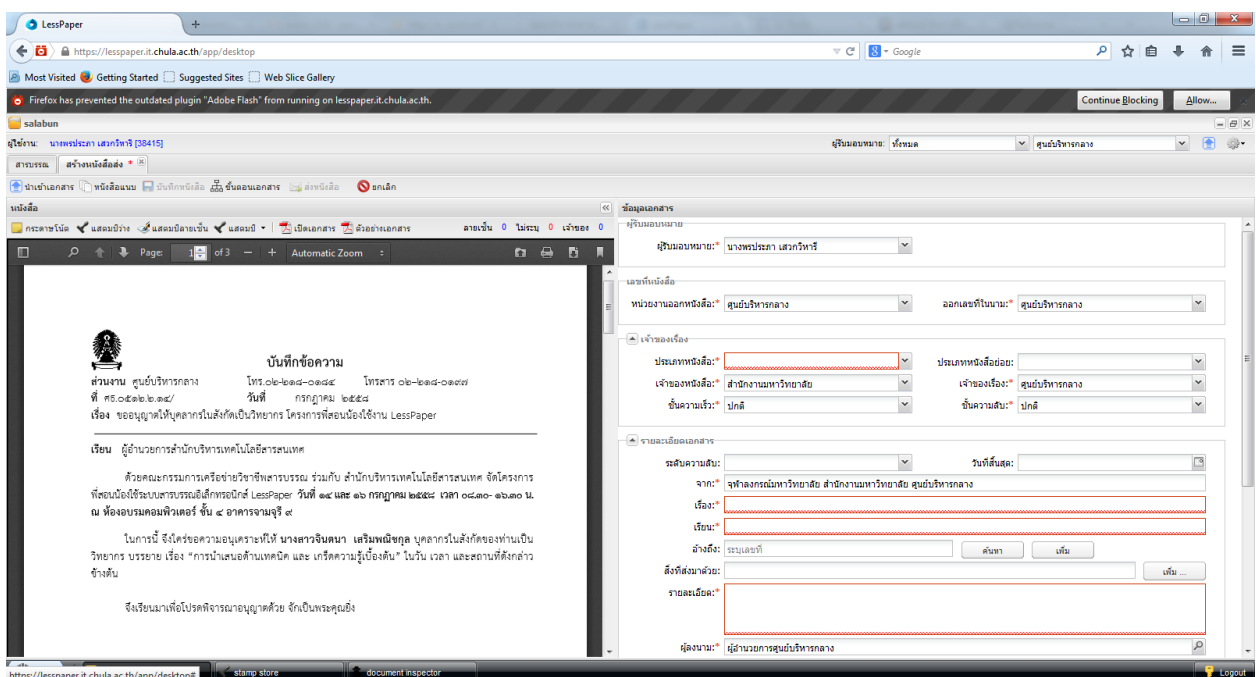 LessPaper
https://lesspaper.it.chula.ac.th/app/desktop
Google
Most Visited Getting Started Suggested Sites Web Slice Gallery
Firefox has prevented the outdated plugin "Adobe Flash" from running on lesspaper.it.chula.ac.th. Continue Blocking Allow...
salabun
ผู้ใช้งาน: นางพรประภา เสวกวิหารี [38415] ผู้รับมอบหมาย: ทั้งหมด ศูนย์บริหารกลาง
สารบรรณ สร้างหนังสือส่ง *
นำเข้าเอกสาร หนังสือแนบ บันทึกหนังสือ ขั้นตอนเอกสาร ส่งหนังสือ ยกเลิก
หนังสือ ข้อมูลเอกสาร
กระดาษโน้ต แสตมป์ว่าง แสตมป์ลายเซ็น แสตมป์ เปิดเอกสาร ตัวอย่างเอกสาร ลายเซ็น 0 ไม่ระบุ 0 เจ้าของ 0
Page: 1 of 3 Automatic Zoom
บันทึกข้อความ
ส่วนงาน ศูนย์บริหารกลาง โทร.๐๒-๒๑๘-๐๑๘๔ โทรสาร ๐๒-๒๑๘-๐๑๙๗
ที่ ศธ.๐๕๑๒.๒.๑๔/ วันที่ กรกฎาคม ๒๕๕๘
เรื่อง ขออนุญาตให้บุคลากรในสังกัดเป็นวิทยากร โครงการพี่สอนน้องใช้งาน LessPaper
เรียน ผู้อำนวยการสำนักบริหารเทคโนโลยีสารสนเทศ
ด้วยคณะกรรมการเครือข่ายวิชาชีพสารบรรณ ร่วมกับ สำนักบริหารเทคโนโลยีสารสนเทศ จัดโครงการ
พี่สอนน้องใช้ระบบสารบรรณอิเล็กทรอนิกส์ LessPaper วันที่ ๑๔ และ ๑๖ กรกฎาคม ๒๕๕๘ เวลา ๐๘.๓๐- ๑๖.๓๐ น.
ณ ห้องอบรมคอมพิวเตอร์ ชั้น ๔ อาคารจามจุรี ๙
ในการนี้ จึงใคร่ขอความอนุเคราะห์ให้ นางสาวจินตนา เสริมพณิชกุล บุคลากรในสังกัดของท่านเป็น
วิทยากร บรรยาย เรื่อง “การนำเสนอด้านเทคนิค และ เกร็ดความรู้เบื้องต้น” ในวัน เวลา และสถานที่ดังกล่าว
ข้างต้น
จึงเรียนมาเพื่อโปรดพิจารณาอนุญาตด้วย จักเป็นพระคุณยิ่ง
ผู้รับมอบหมาย
ผู้รับมอบหมาย:* นางพรประภา เสวกวิหารี
เลขที่หนังสือ
หน่วยงานออกหนังสือ:* ศูนย์บริหารกลาง ออกเลขที่ในนาม:* ศูนย์บริหารกลาง
เจ้าของเรื่อง
ประเภทหนังสือ:* ประเภทหนังสือย่อย:
เจ้าของหนังสือ:* สำนักงานมหาวิทยาลัย เจ้าของเรื่อง:* ศูนย์บริหารกลาง
ชั้นความเร็ว:* ปกติ ชั้นความลับ:* ปกติ
รายละเอียดเอกสาร
ระดับความลับ: วันที่สิ้นสุด:
จาก:* จุฬาลงกรณ์มหาวิทยาลัย สำนักงานมหาวิทยาลัย ศูนย์บริหารกลาง
เรื่อง:*
เรียน:*
อ้างถึง: ระบุเลขที่ ค้นหา เพิ่ม
สิ่งที่ส่งมาด้วย: เพิ่ม ...
รายละเอียด:*
ผู้ลงนาม:* ผู้อำนวยการศูนย์บริหารกลาง
https://lesspaper.it.chula.ac.th/app/desktop# stamp store document inspector Logout